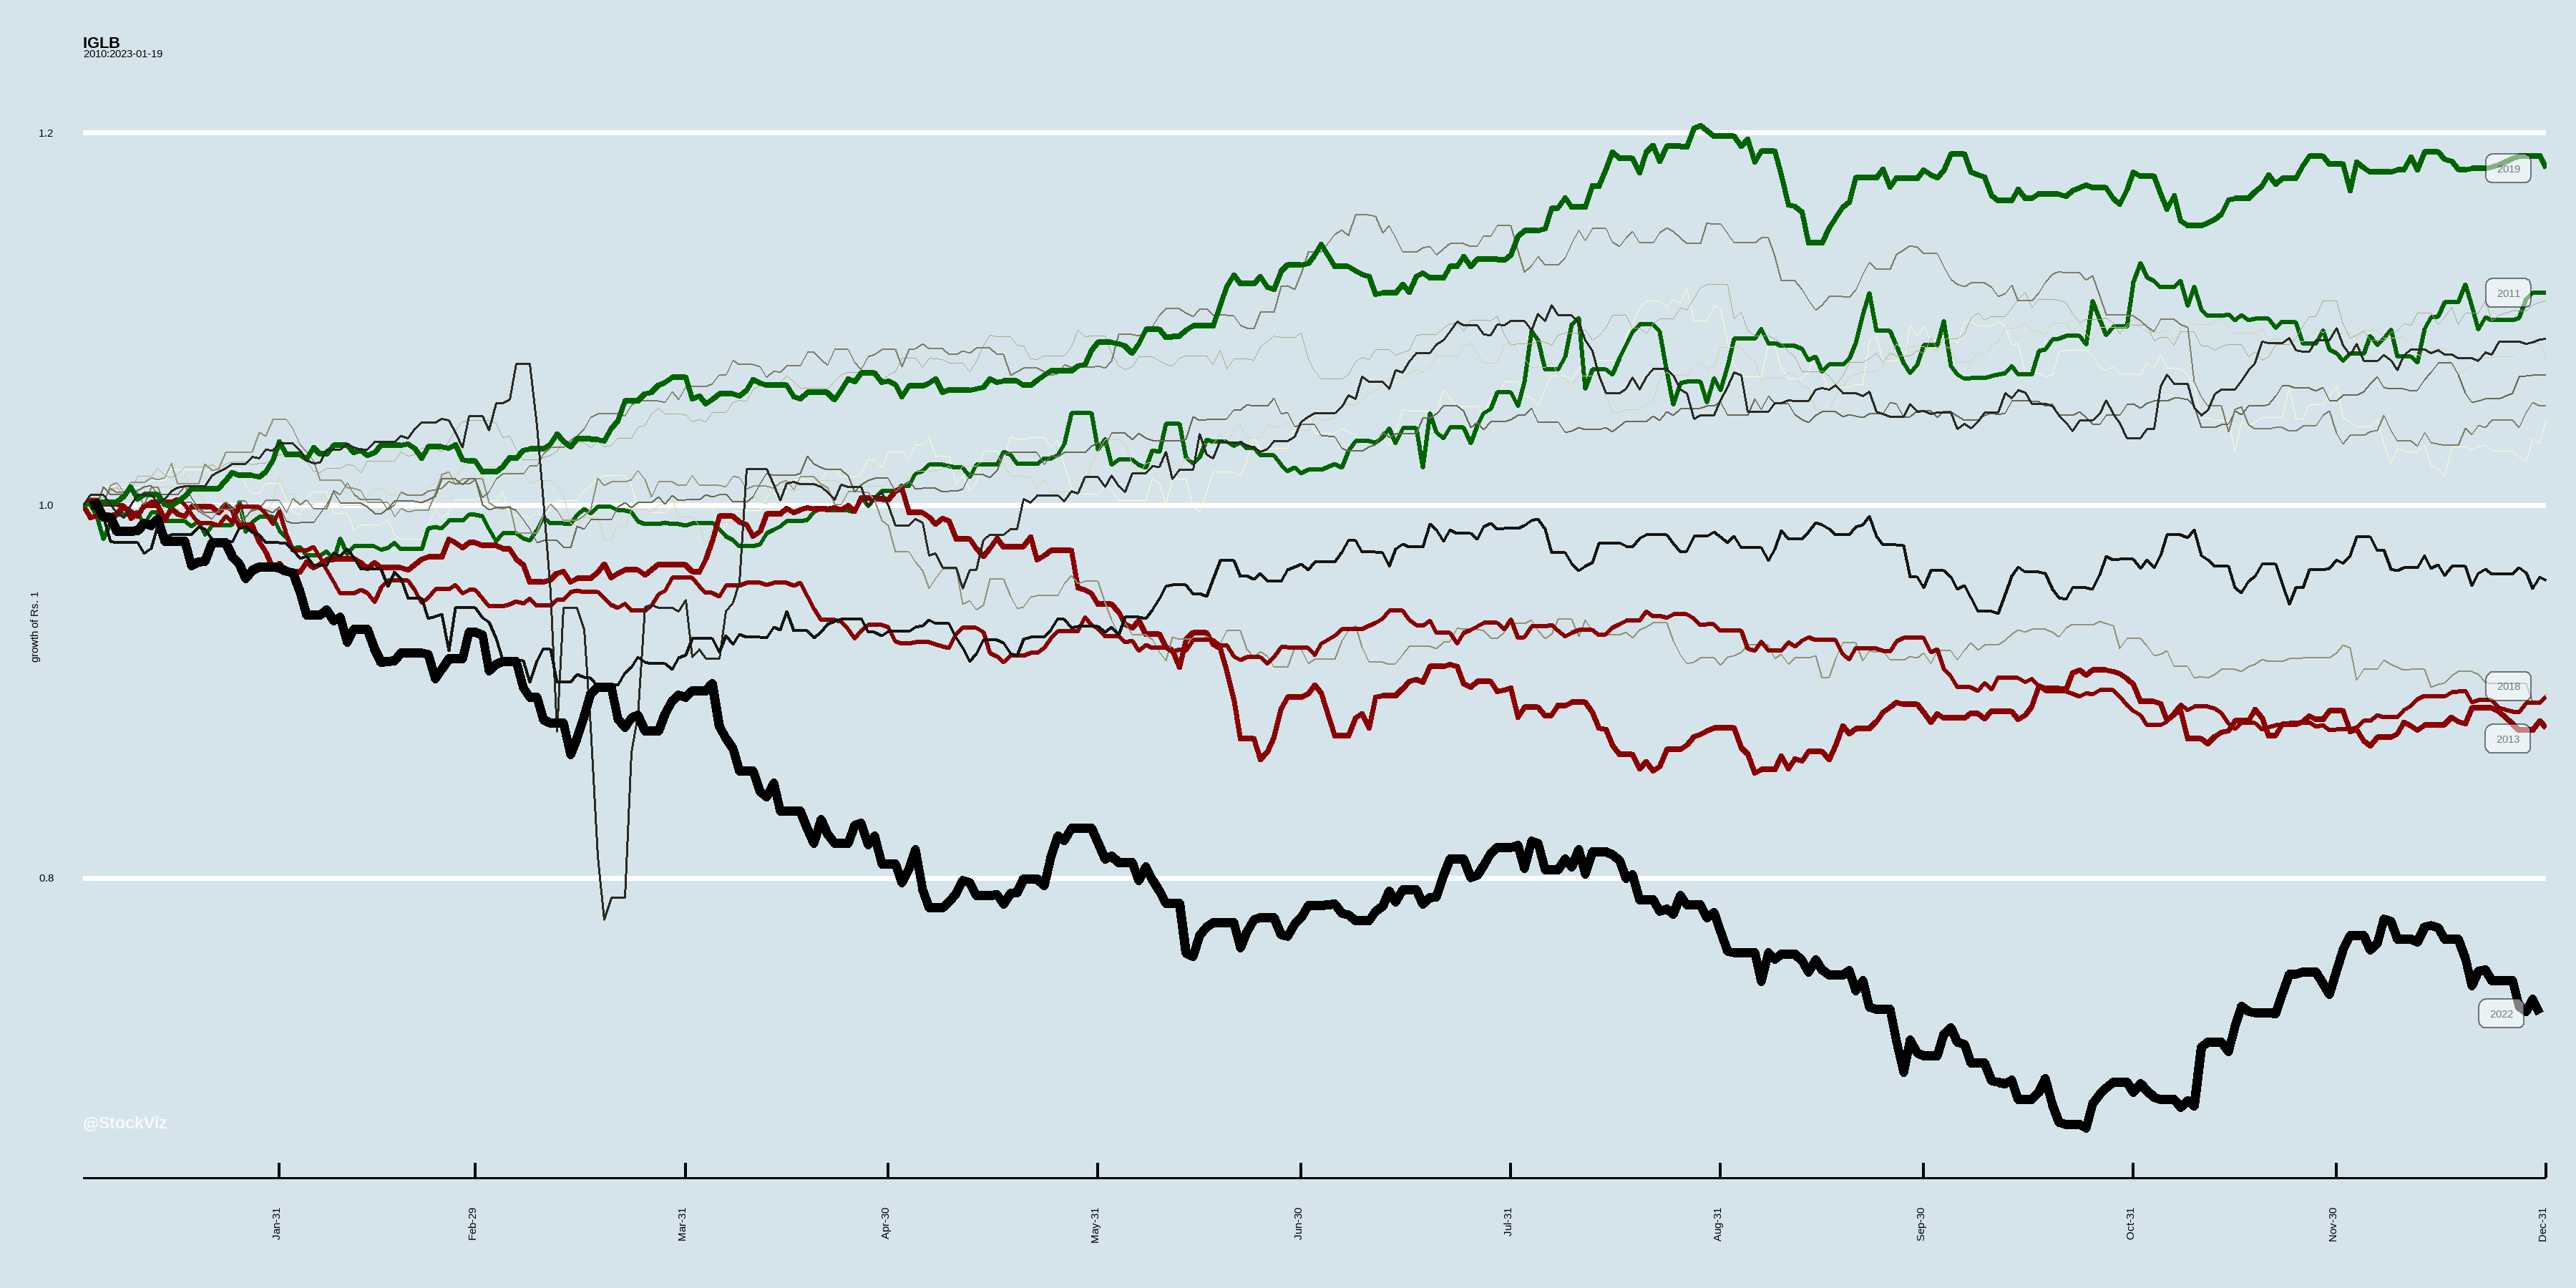 IGLB
2010:2023-01-19
1.2
1.0
0.8
growth of Rs. 1
2019
2011
2018
2013
2022
@StockViz
Jan-31
Feb-29
Mar-31
Apr-30
May-31
Jun-30
Jul-31
Aug-31
Sep-30
Oct-31
Nov-30
Dec-31